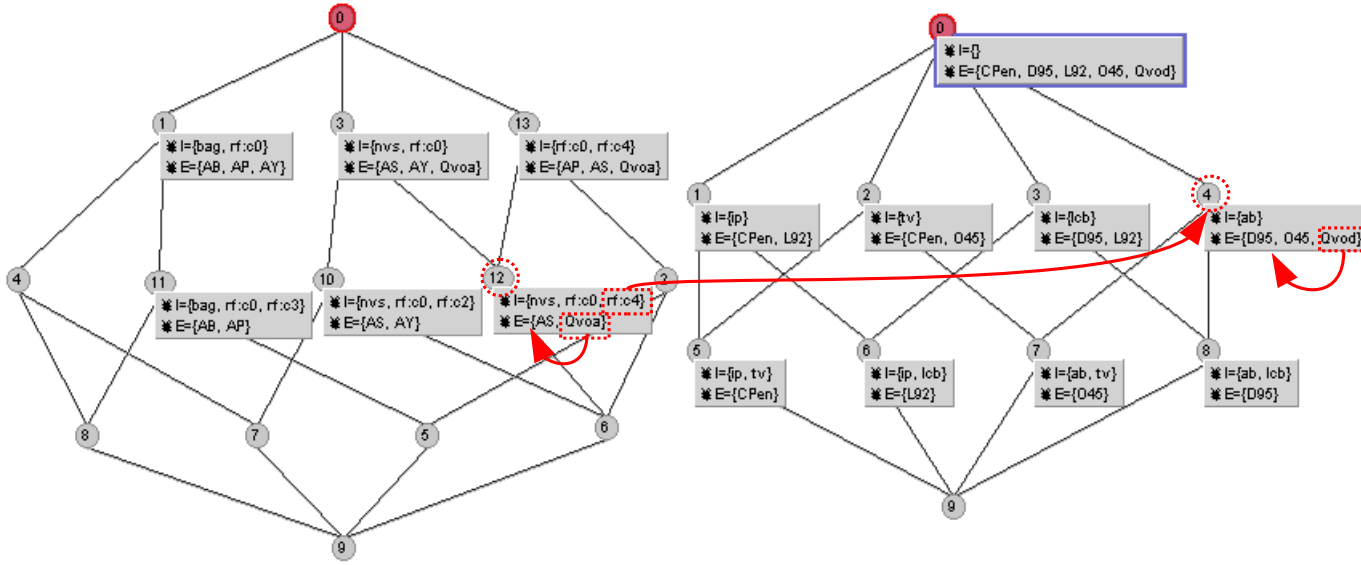 0
1
3
13
I={bag, rf:c0}
E={AB, AP, AY}
I={nvs, rf:c0}
E={AS, AY, Qvoa}
I={rf:c0, rf:c4}
E={AP, AS, Qvoa}
4
11
10
12
2
I={bag, rf:c0, rf:c3}
E={AB, AP}
I={nvs, rf:c0, rf:c2}
E={AS, AY}
I={nvs, rf:c0, rf:c4}
E={AS, Qvoa}
8
7
5
6
9
0
I={}
E={CPen, D95, L92, O45, Qvod}
1
2
3
4
I={ip}
E={CPen, L92}
I={tv}
E={CPen, O45}
I={lcb}
E={D95, L92}
I={ab}
E={D95, O45, Qvod}
5
6
7
8
I={ip, tv}
E={CPen}
I={ip, lcb}
E={L92}
I={ab, tv}
E={O45}
I={ab, lcb}
E={D95}
9